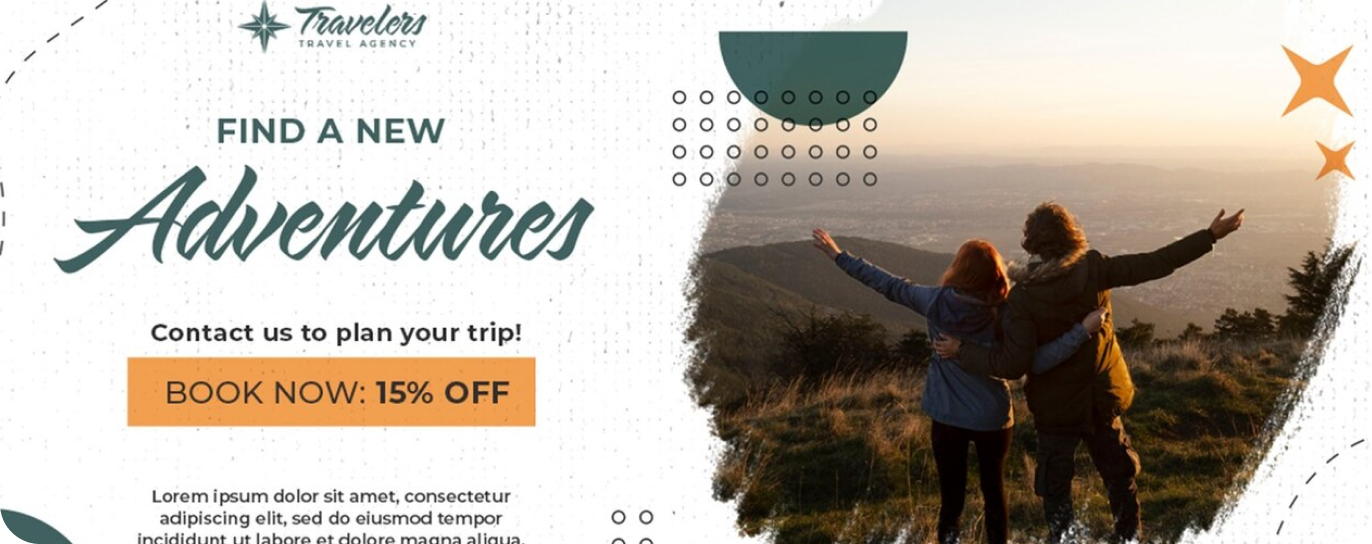 Travelers
TRAVEL AGENCY
FIND A NEW
Adventures
Contact us to plan your trip!
BOOK NOW: 15% OFF
Lorem ipsum dolor sit amet, consectetur
adipiscing elit, sed do eiusmod tempor
incididunt ut labore et dolore magna aliqua.